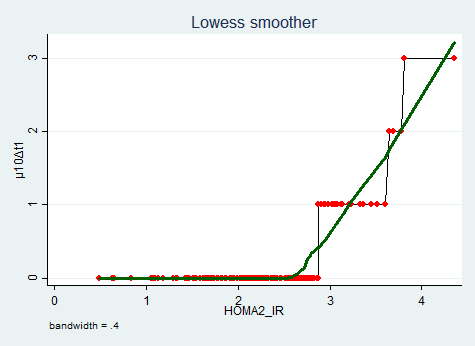 Lowess smoother
3
2
1
0
μ10Δt1
0 1 2 3 4
HOMA2_IR
bandwidth = .4